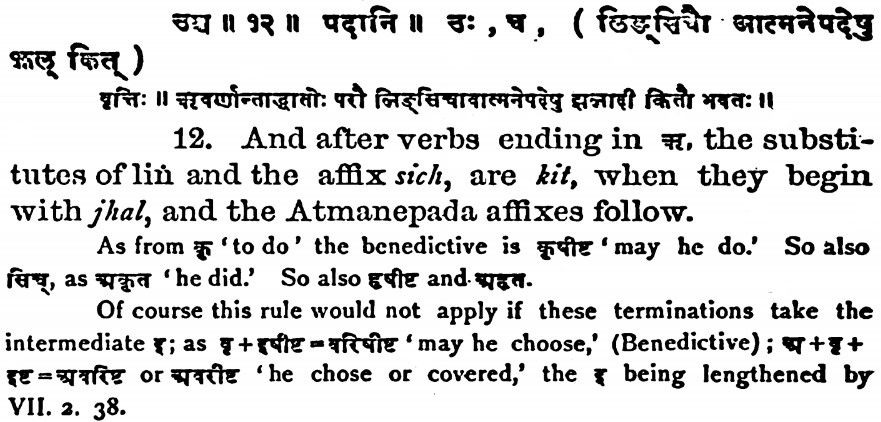 उश्च ॥ १२ ॥ पदानि ॥ उः , च , ( लिङ्सिचौ आत्मनेपदेषु
झल् कित् )
वृत्तिः ॥ ऋवर्णान्ताद्धातोः परौ लिङ्सिचावात्मनेपदेषु झलादी कितौ भवतः ॥
12. And after verbs ending in ऋ, the substi-
tutes of liṅ and the affix sich, are kit, when they begin
with jhal, and the Atmanepada affixes follow.
As from कृ 'to do' the benedictive is कृषीष्ट 'may he do.' So also
सिच्, as अकृत 'he did.' So also हृषीष्ट and अहृत.
Of course this rule would not apply if these terminations take the
intermediate इ; as वृ + इषीष्ट = वरिषीष्ट 'may he choose,' (Benedictive) ; अ + वृ +
इष्ट = अवरिष्ट or अवरीष्ट 'he chose or covered,' the इ being lengthened by
VII. 2. 38.